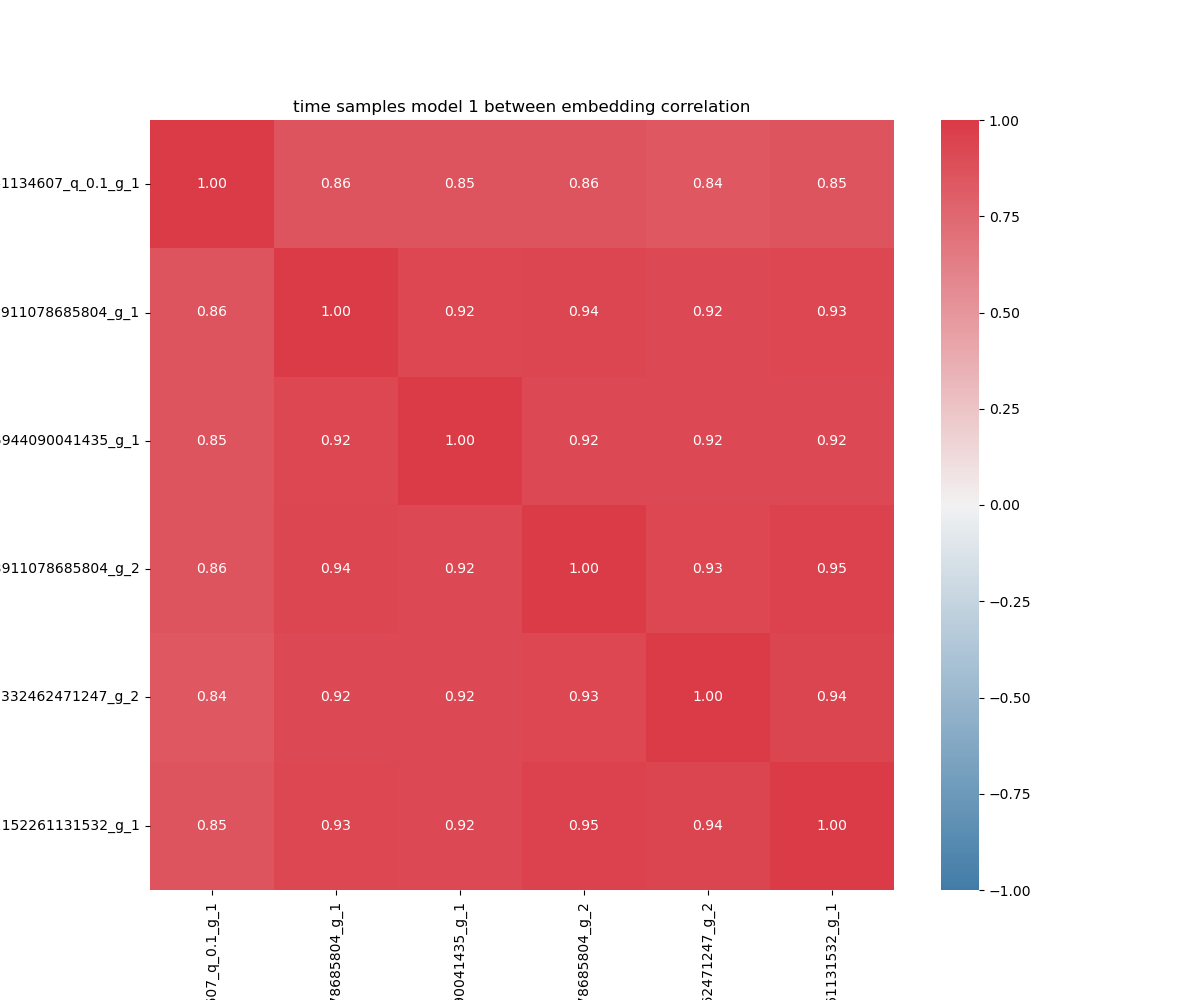 time samples model 1 between embedding correlation
1134607_q_0.1_g_1 1.00 0.86 0.85 0.86 0.84 0.85
911078685804_g_1 0.86 1.00 0.92 0.94 0.92 0.93
944090041435_g_1 0.85 0.92 1.00 0.92 0.92 0.92
911078685804_g_2 0.86 0.94 0.92 1.00 0.93 0.95
332462471247_g_2 0.84 0.92 0.92 0.93 1.00 0.94
152261131532_g_1 0.85 0.93 0.92 0.95 0.94 1.00
607_q_0.1_g_1
78685804_g_1
90041435_g_1
78685804_g_2
62471247_g_2
61131532_g_1
1.00
0.75
0.50
0.25
0.00
−0.25
−0.50
−0.75
−1.00